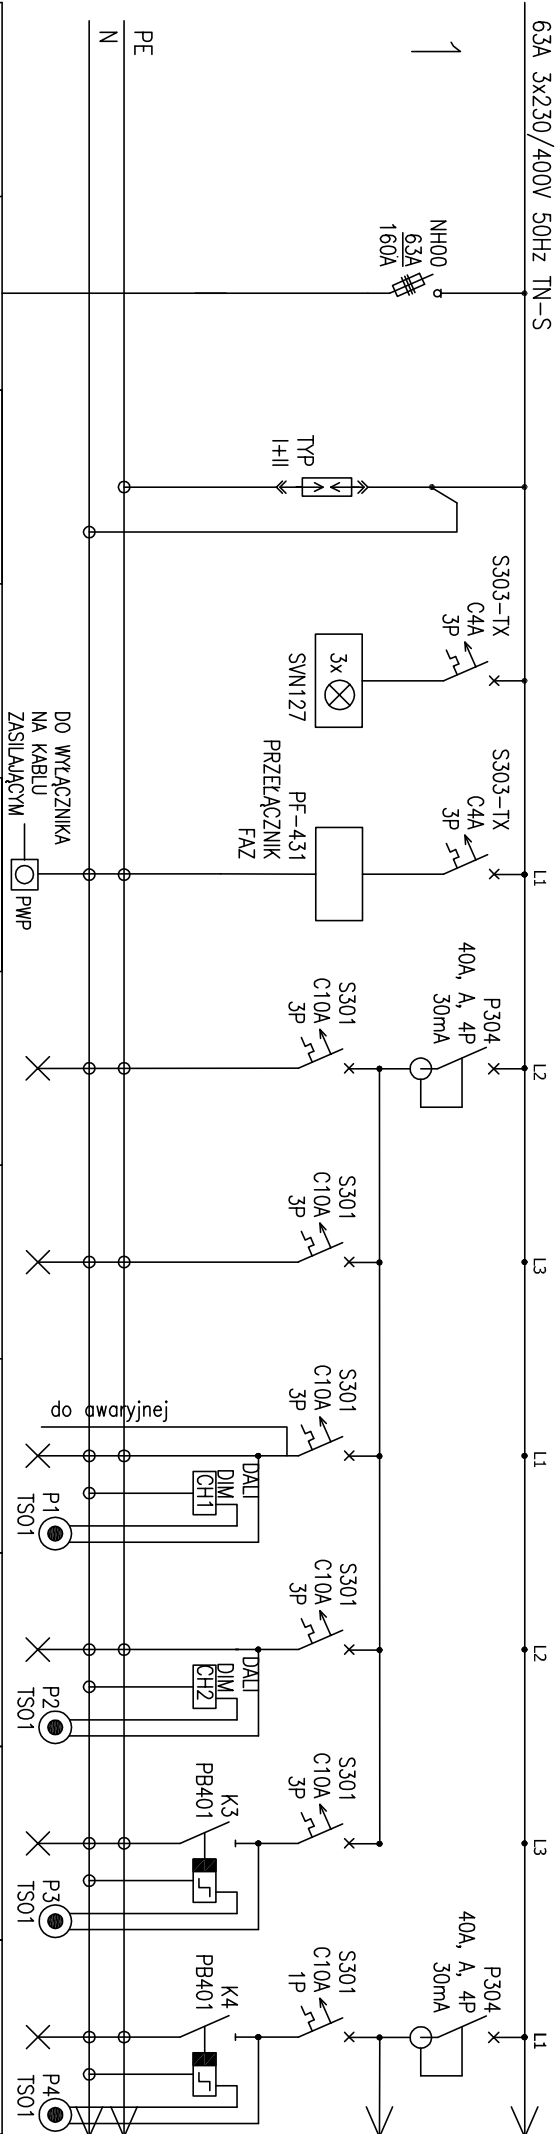 63A 3x230/400V 50Hz TN-S
1
PE
N
NH00
63A
160A
TYP
I+II
S303-TX
C4A
3P
3x
SVN127
S303-TX
C4A
3P
L1
PF-431
PRZEŁĄCZNIK
FAZ
DO WYŁĄCZNIKA
NA KABLU
ZASILAJĄCYM
PWP
L2
P304
40A, A, 4P
30mA
S301
C10A
3P
L3
S301
C10A
3P
L1
S301
C10A
3P
do awaryjnej
DALI
DIM
CH1
P1
TS01
L2
S301
C10A
3P
DALI
DIM
CH2
P2
TS01
L3
S301
C10A
3P
K3
PB401
P3
TS01
L1
P304
40A, A, 4P
30mA
S301
C10A
1P
K4
PB401
P4
TS01